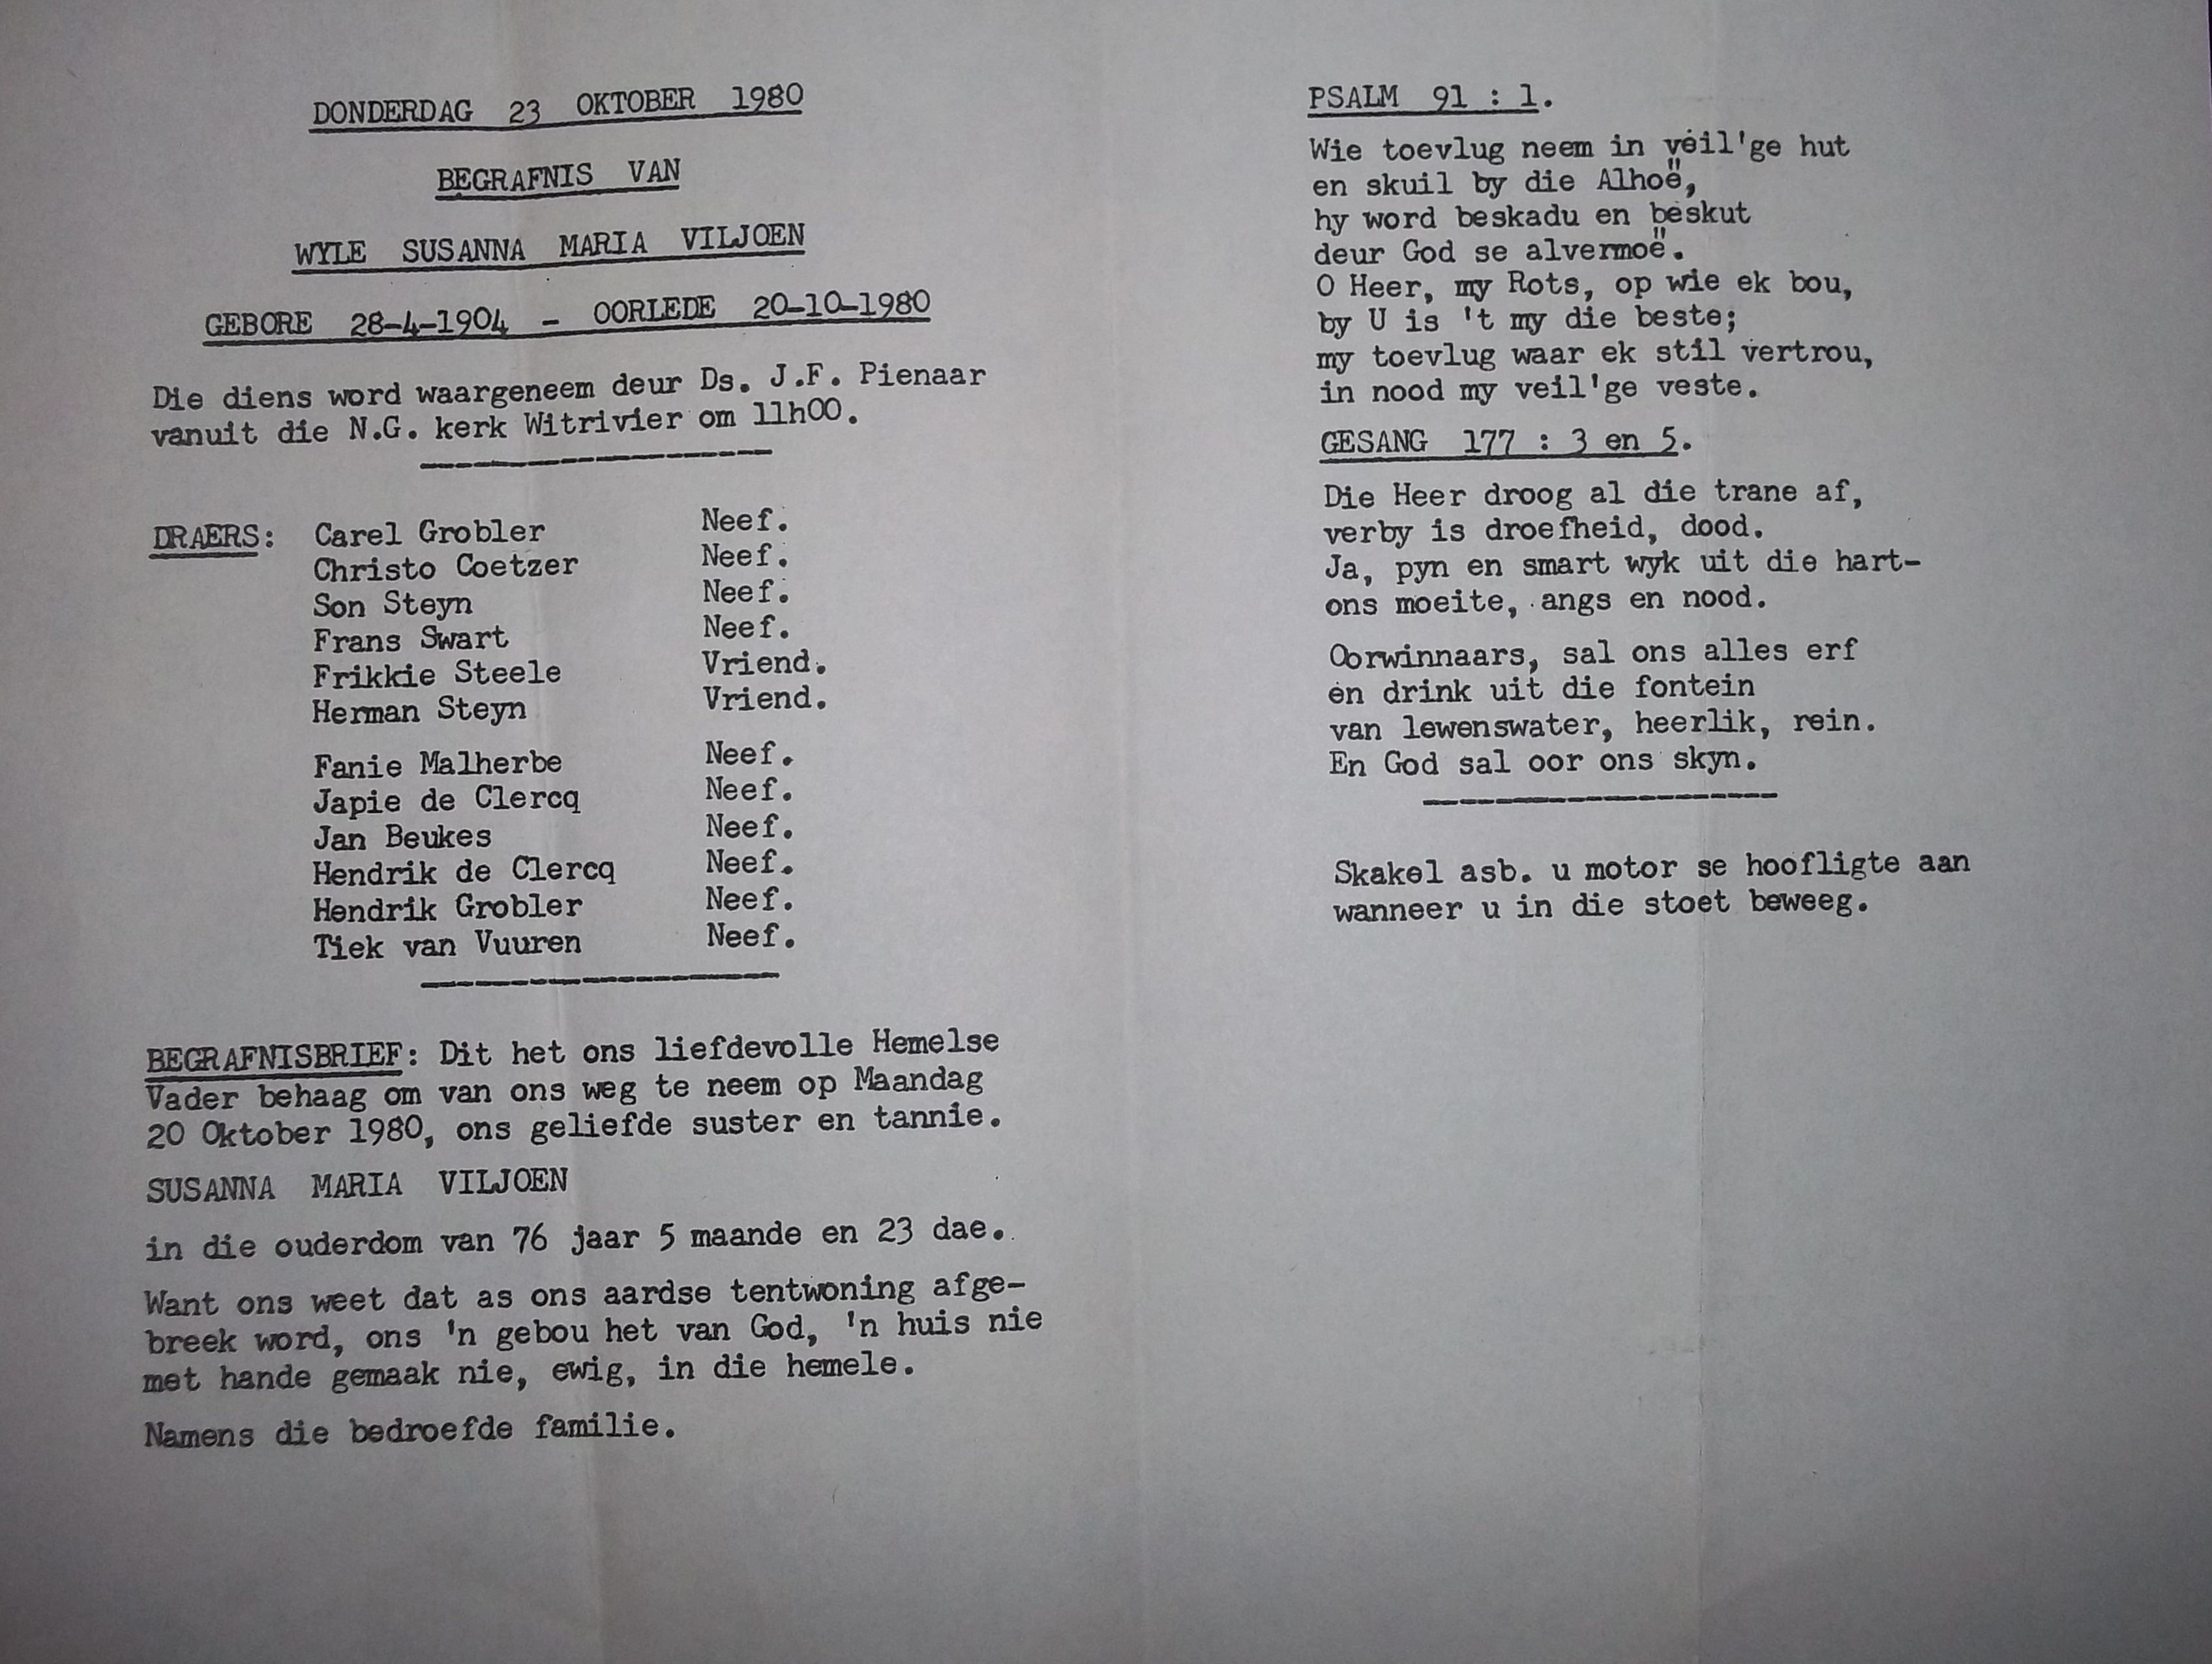 DONDERDAG 23 OKTOBER 1980
BEGRAFNIS VAN
WYLE SUSANNA MARIA VILJOEN
GEBORE 28-4-1904 - OORLEDE 20-10-1980
Die diens word waargeneem deur Ds. J.F. Pienaar
vanuit die N.G. kerk Witrivier om 11h00.
DRAERS: Carel Grobler Neef.
Christo Coetzer Neef.
Son Steyn Neef.
Frans Swart Neef.
Frikkie Steele Vriend.
Herman Steyn Vriend.
Fanie Malherbe Neef.
Japie de Clercq Neef.
Jan Beukes Neef.
Hendrik de Clercq Neef.
Hendrik Grobler Neef.
Tiek van Vuuren Neef.
BEGRAFNISBRIEF: Dit het ons liefdevolle Hemelse
Vader behaag om van ons weg te neem op Maandag
20 Oktober 1980, ons geliefde suster en tannie.
SUSANNA MARIA VILJOEN
in die ouderdom van 76 jaar 5 maande en 23 dae.
Want ons weet dat as ons aardse tentwoning afge-
breek word, ons 'n gebou het van God, 'n huis nie
met hande gemaak nie, ewig, in die hemele.
Namens die bedroefde familie.
PSALM 91 : 1.
Wie toevlug neem in veil'ge hut
en skuil by die Alhoë,
hy word beskadu en beskut
deur God se alvermoë.
O Heer, my Rots, op wie ek bou,
by U is 't my die beste;
my toevlug waar ek stil vertrou,
in nood my veil'ge veste.
GESANG 177 : 3 en 5.
Die Heer droog al die trane af,
verby is droefheid, dood.
Ja, pyn en smart wyk uit die hart-
ons moeite, angs en nood.
Oorwinnaars, sal ons alles erf
en drink uit die fontein
van lewenswater, heerlik, rein.
En God sal oor ons skyn.
Skakel asb. u motor se hoofligte aan
wanneer u in die stoet beweeg.